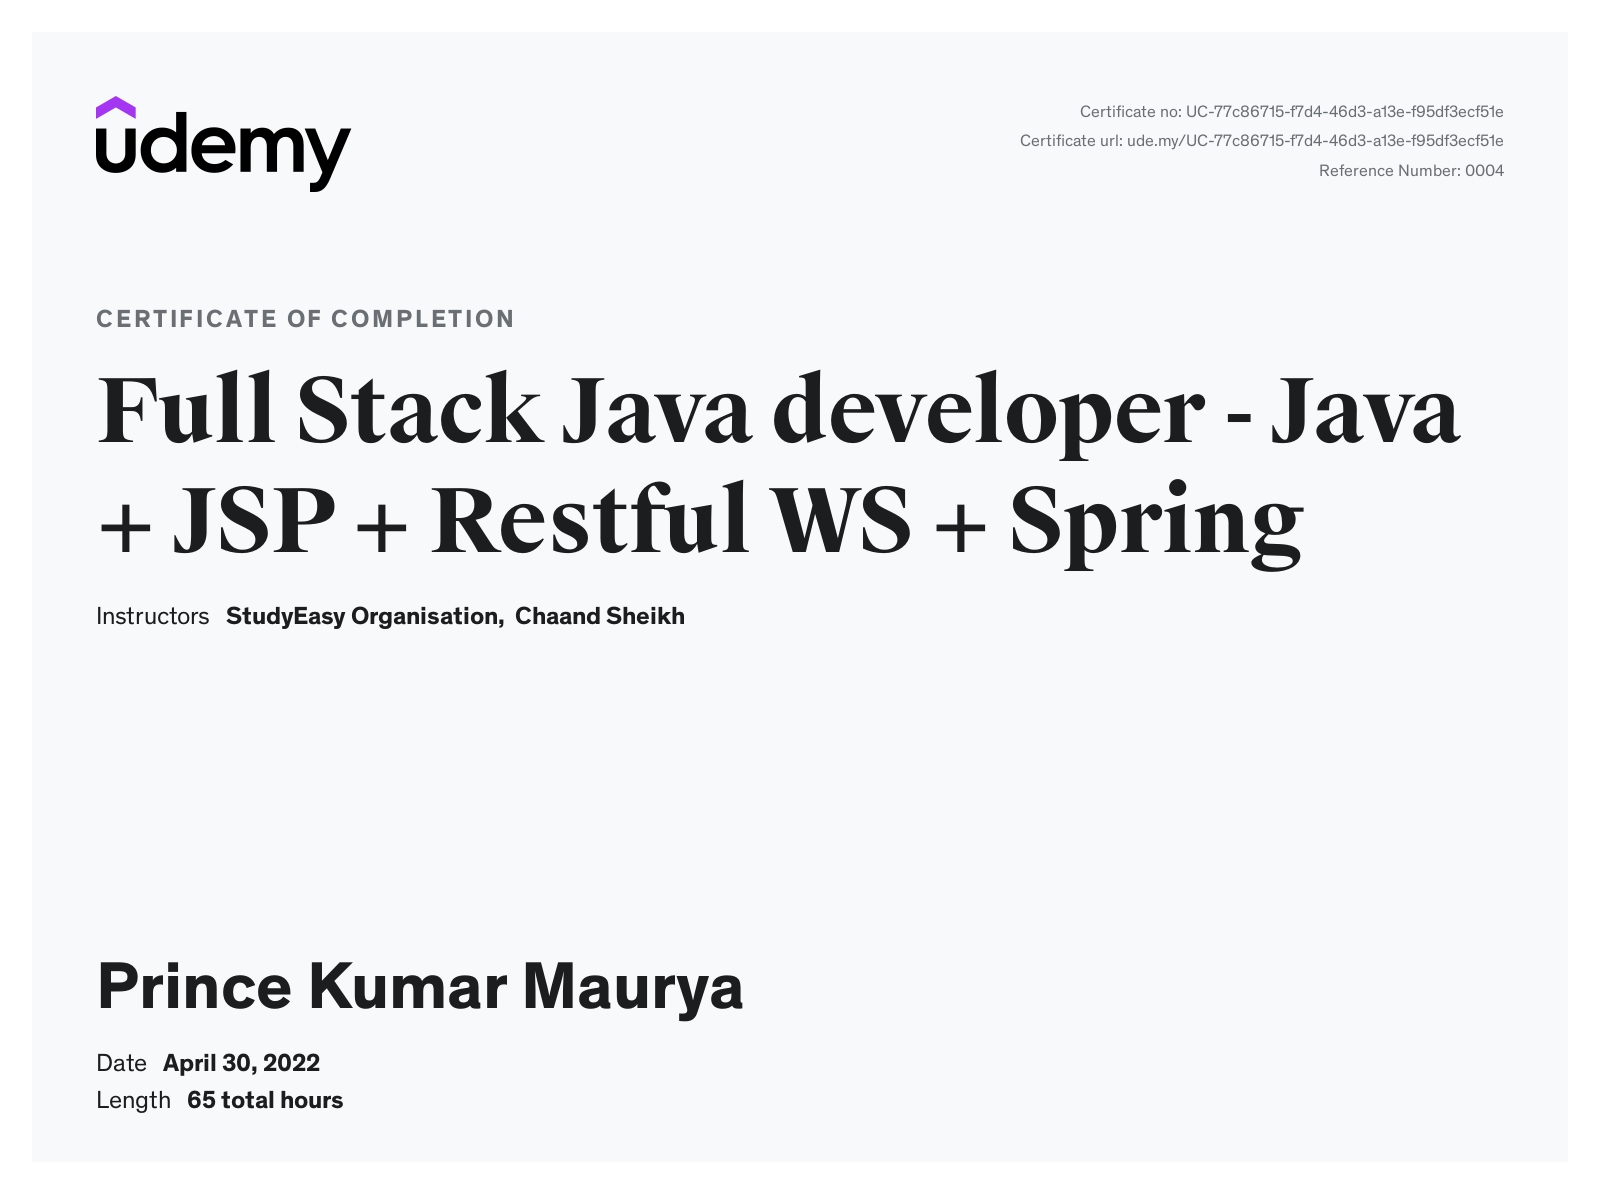 udemy
Certificate no: UC-77c86715-f7d4-46d3-a13e-f95df3ecf51e
Certificate url: ude.my/UC-77c86715-f7d4-46d3-a13e-f95df3ecf51e
Reference Number: 0004
CERTIFICATE OF COMPLETION
Full Stack Java developer - Java
+ JSP + Restful WS + Spring
Instructors StudyEasy Organisation, Chaand Sheikh
Prince Kumar Maurya
Date April 30, 2022
Length 65 total hours